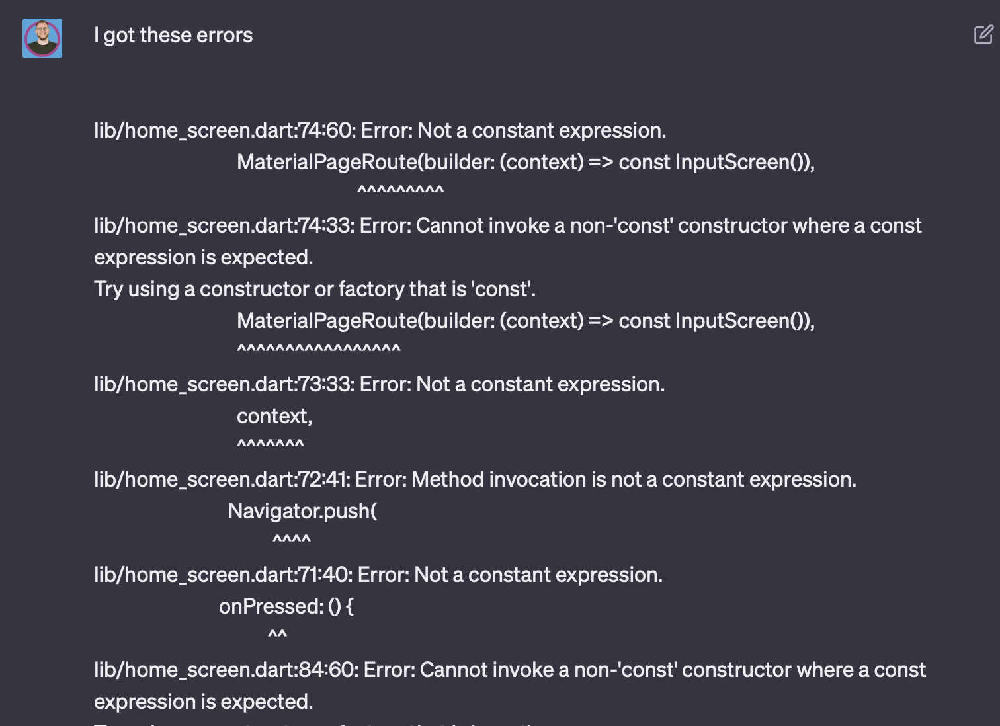 I got these errors
lib/home_screen.dart:74:60: Error: Not a constant expression.
MaterialPageRoute(builder: (context) => const InputScreen()),
^^^^^^^^^
lib/home_screen.dart:74:33: Error: Cannot invoke a non-'const' constructor where a const
expression is expected.
Try using a constructor or factory that is 'const'.
MaterialPageRoute(builder: (context) => const InputScreen()),
^^^^^^^^^^^^^^^^^
lib/home_screen.dart:73:33: Error: Not a constant expression.
context,
^^^^^^^
lib/home_screen.dart:72:41: Error: Method invocation is not a constant expression.
Navigator.push(
^^^^
lib/home_screen.dart:71:40: Error: Not a constant expression.
onPressed: () {
^^
lib/home_screen.dart:84:60: Error: Cannot invoke a non-'const' constructor where a const
expression is expected.